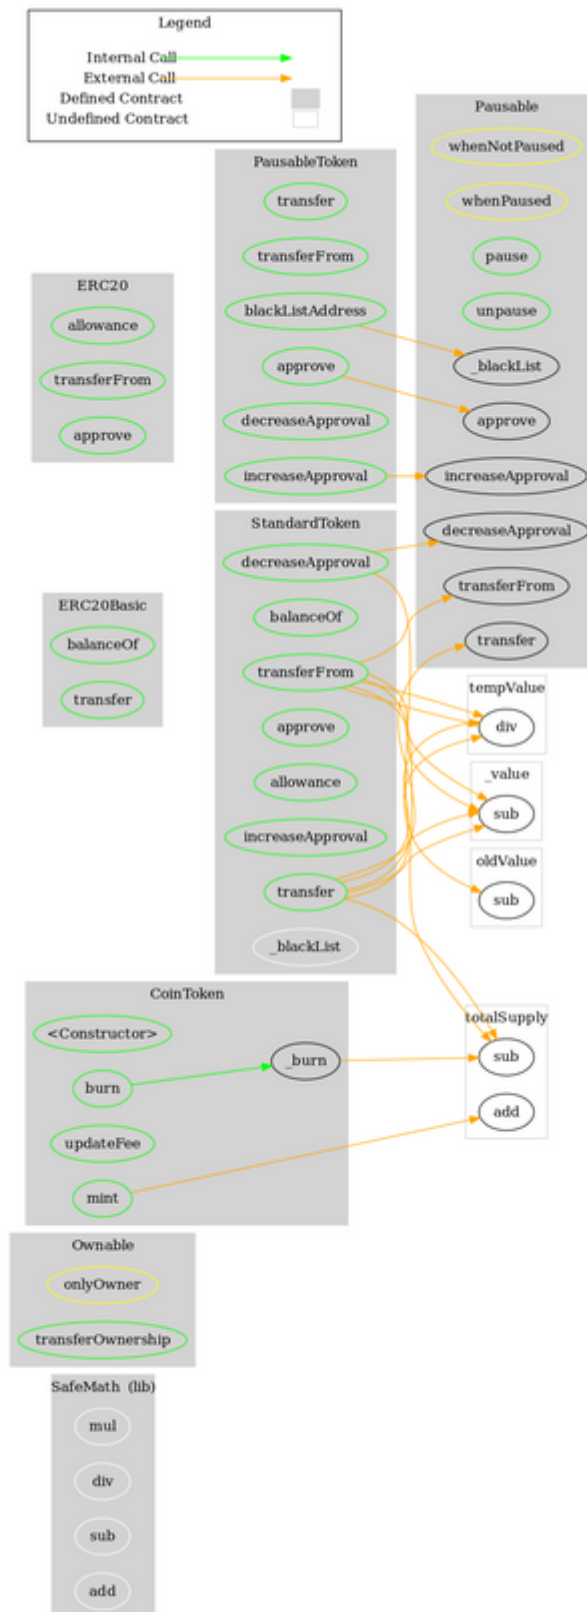 Legend
Internal Call
External Call
Defined Contract
Undefined Contract
Pausable
whenNotPaused
whenPaused
pause
unpause
_blackList
approve
increaseApproval
decreaseApproval
transferFrom
transfer
PausableToken
transfer
transferFrom
blackListAddress
approve
decreaseApproval
increaseApproval
ERC20
allowance
transferFrom
approve
StandardToken
decreaseApproval
balanceOf
transferFrom
approve
allowance
increaseApproval
transfer
_blackList
ERC20Basic
balanceOf
transfer
tempValue
div
_value
sub
oldValue
sub
totalSupply
sub
add
CoinToken
<Constructor>
burn
_burn
updateFee
mint
Ownable
onlyOwner
transferOwnership
SafeMath (lib)
mul
div
sub
add